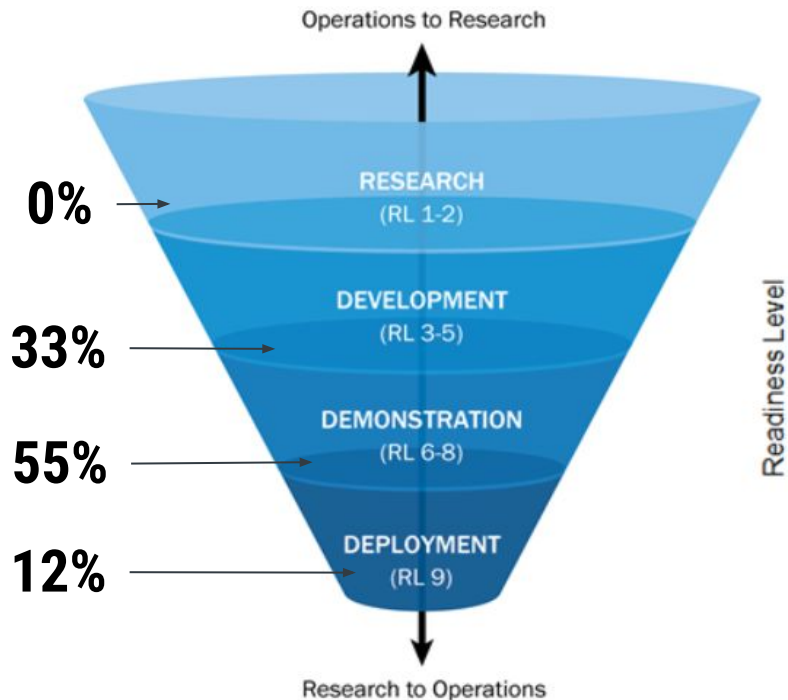 Operations to Research
RESEARCH
0%
(RL 1-2)
DEVELOPMENT
(RL 3-5)
33%
DEMONSTRATION
(RL 6-8)
55%
DEPLOYMENT
12%
(RL 9)
Readiness Level
Research to Operations